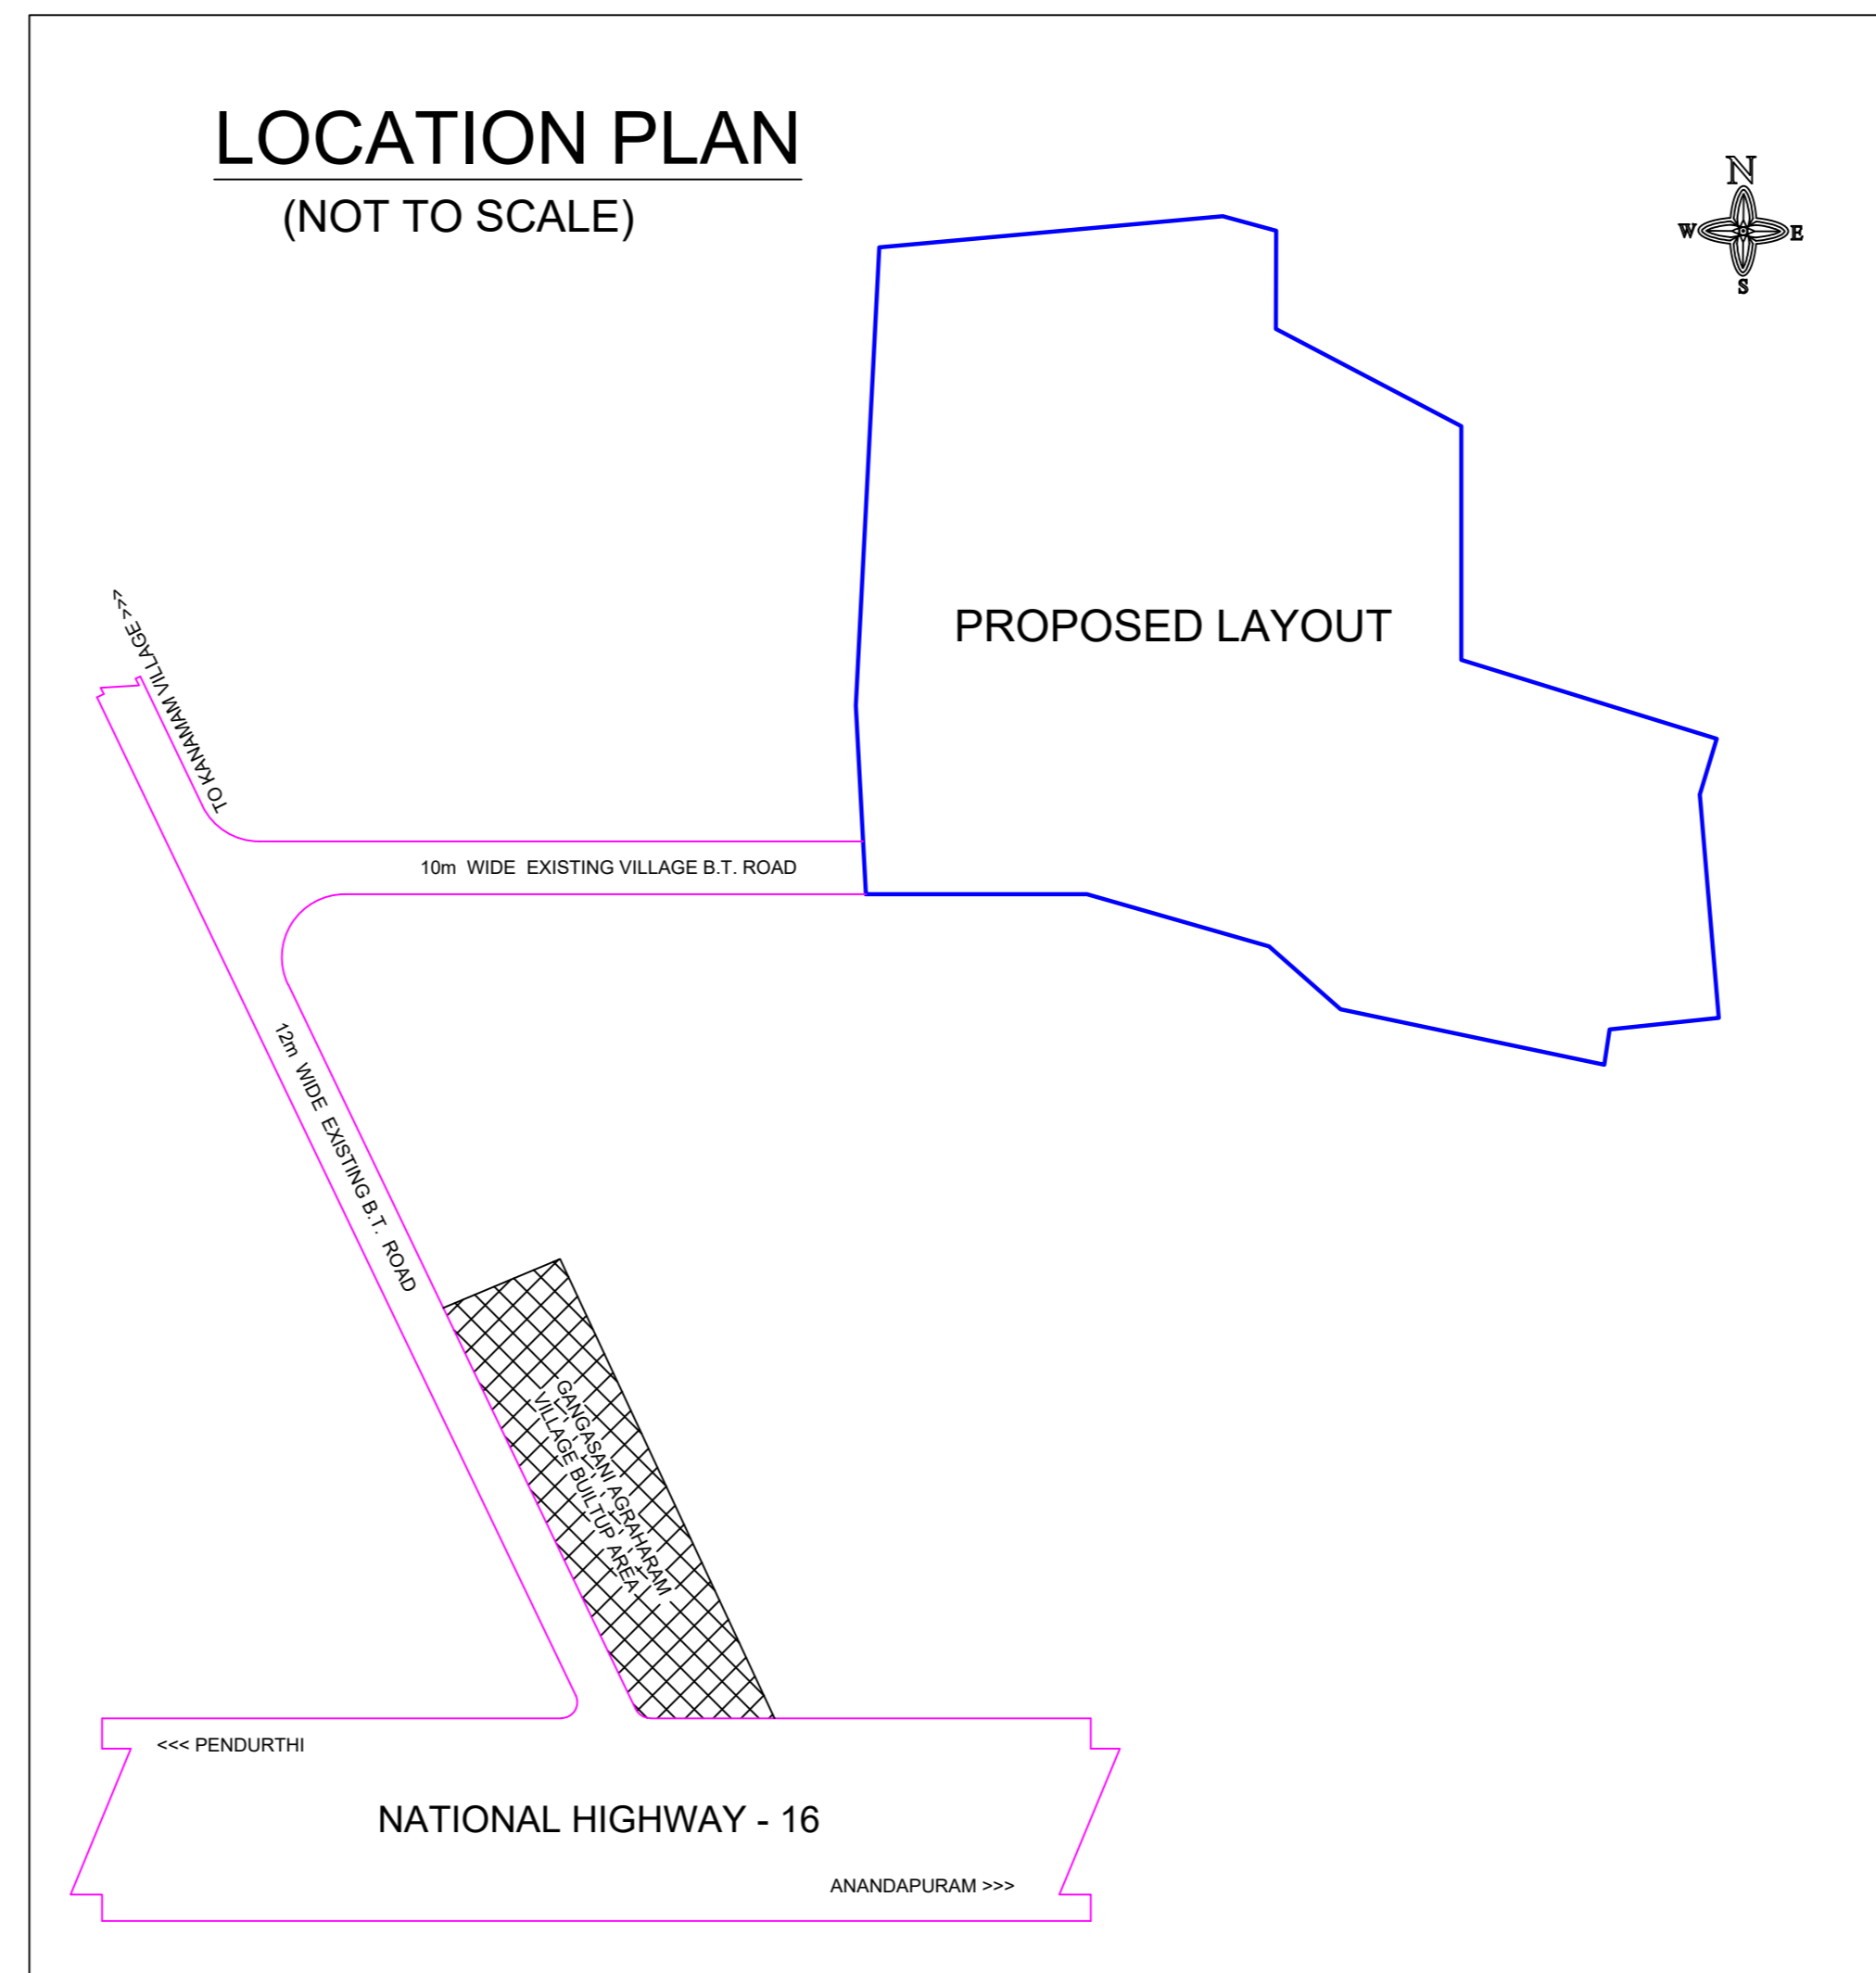 LOCATION PLAN
(NOT TO SCALE)
N
W
E
S
PROPOSED LAYOUT
TO KANAMAM VILLAGE >>>
10m WIDE EXISTING VILLAGE B.T. ROAD
12m WIDE EXISTING B.T. ROAD
GANGASANI AGRAHARAM
VILLAGE BUILTUP AREA
<<< PENDURTHI
NATIONAL HIGHWAY - 16
ANANDAPURAM >>>